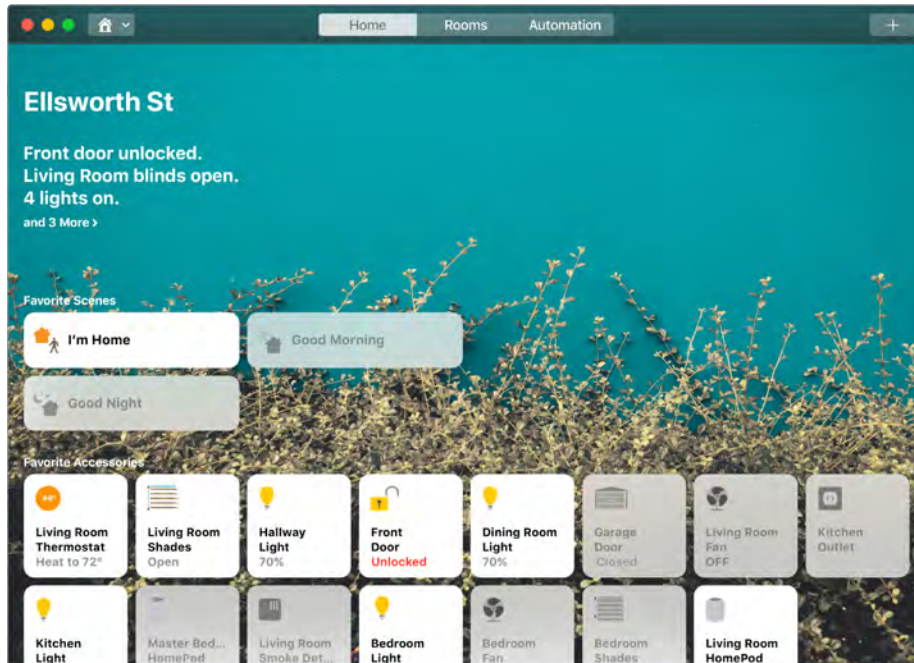 Home Rooms Automation
Ellsworth St
Front door unlocked.
Living Room blinds open.
4 lights on.
and 3 More >
Favorite Scenes
I'm Home
Good Morning
Good Night
Favorite Accessories
Living Room
Thermostat
Heat to 72°
Living Room
Shades
Open
Hallway
Light
70%
Front
Door
Unlocked
Dining Room
Light
70%
Garage
Door
Closed
Living Room
Fan
OFF
Kitchen
Outlet
Kitchen
Light
Master Bed...
HomePod
Living Room
Smoke Det...
Bedroom
Light
Bedroom
Fan
Bedroom
Shades
Living Room
HomePod